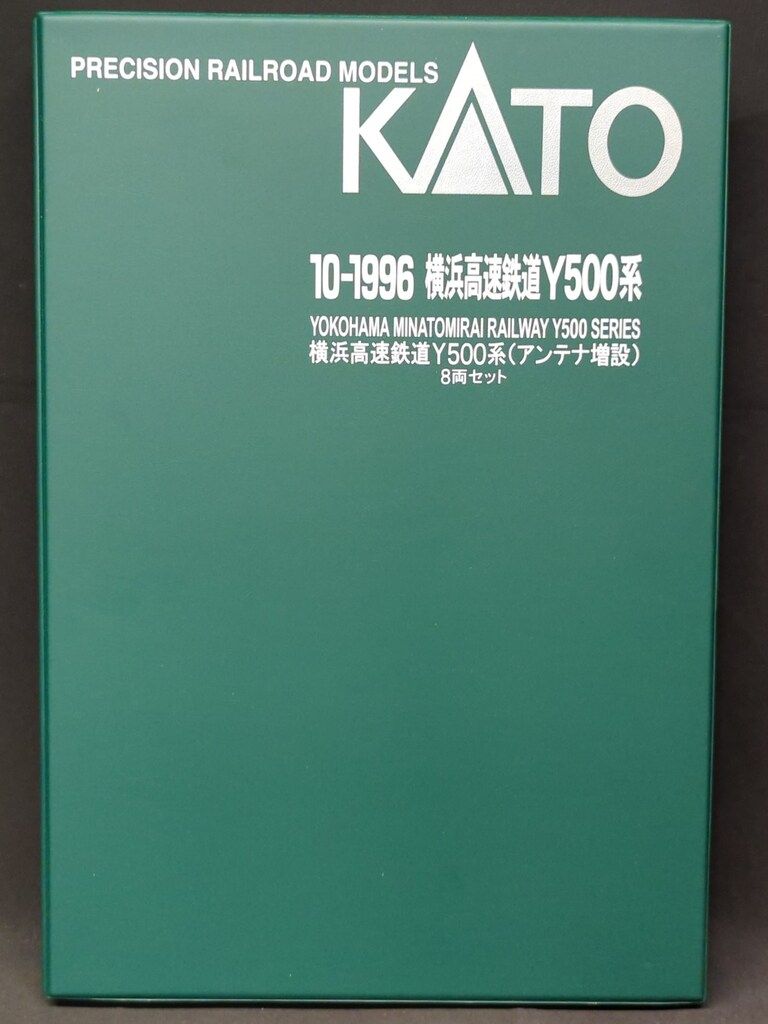 PRECISION RAILROAD MODELS
KATO
10-1996 横浜高速鉄道Y500系
YOKOHAMA MINATOMIRAI RAILWAY Y500 SERIES
横浜高速鉄道Y500系(アンテナ増設)
8両セット